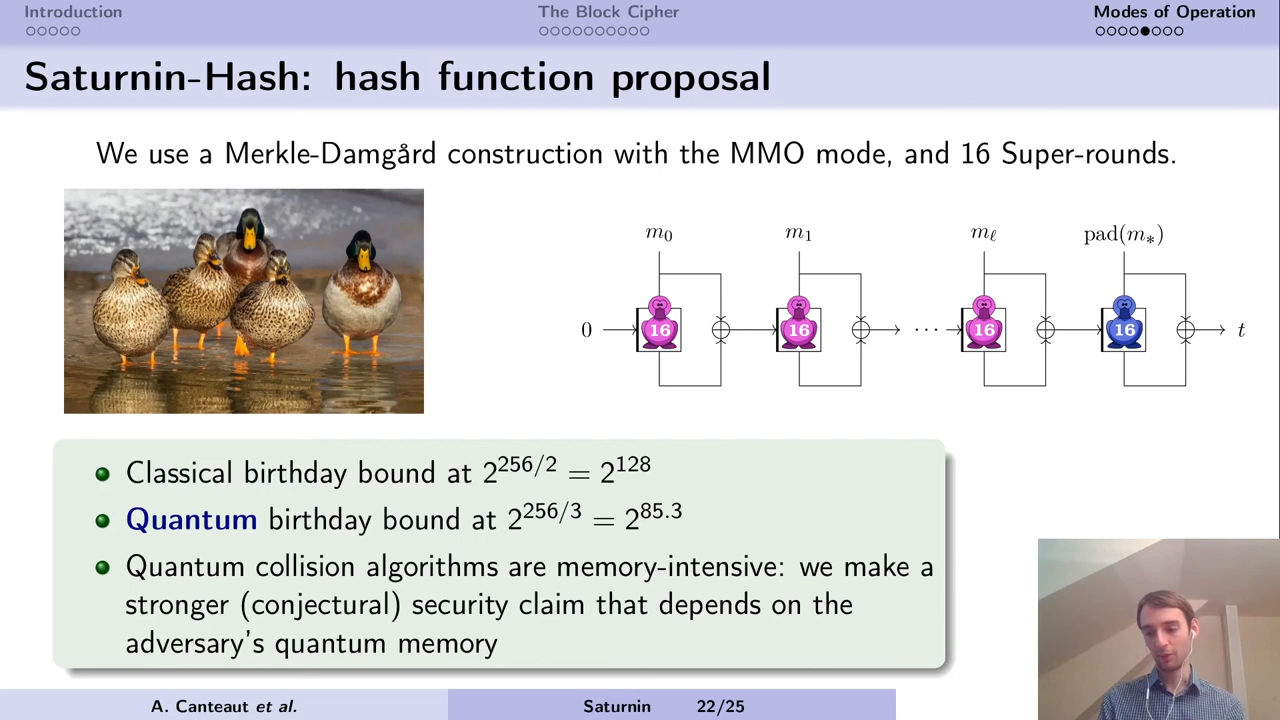 Introduction
The Block Cipher
Modes of Operation
Saturnin-Hash: hash function proposal
We use a Merkle-Damgård construction with the MMO mode, and 16 Super-rounds.
m₀ m₁ mℓ pad(m∗)
0 16 16 ··· 16 16 t
Classical birthday bound at 2^{256/2} = 2^{128}
Quantum birthday bound at 2^{256/3} = 2^{85.3}
Quantum collision algorithms are memory-intensive: we make a
stronger (conjectural) security claim that depends on the
adversary's quantum memory
A. Canteaut et al.
Saturnin 22/25